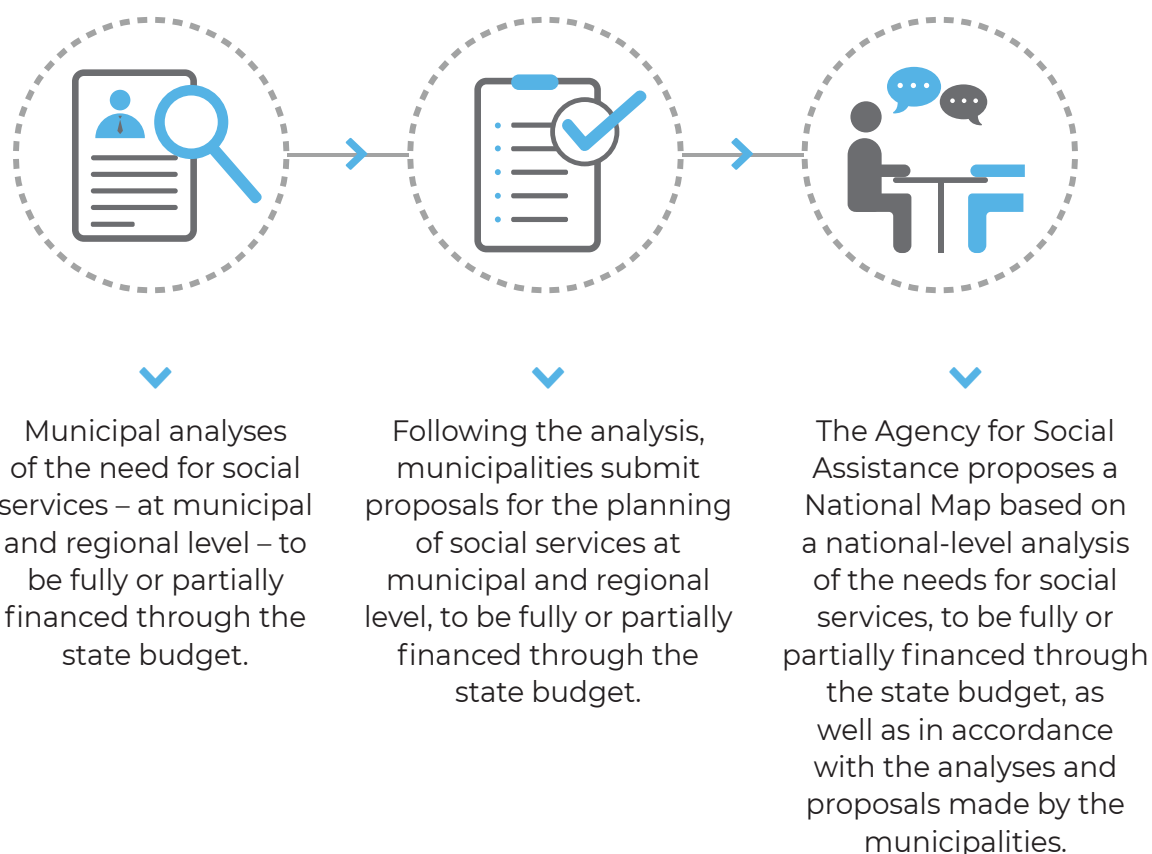 Municipal analyses
of the need for social
services – at municipal
and regional level – to
be fully or partially
financed through the
state budget.
Following the analysis,
municipalities submit
proposals for the planning
of social services at
municipal and regional
level, to be fully or partially
financed through the
state budget.
The Agency for Social
Assistance proposes a
National Map based on
a national-level analysis
of the needs for social
services, to be fully or
partially financed through
the state budget, as
well as in accordance
with the analyses and
proposals made by the
municipalities.